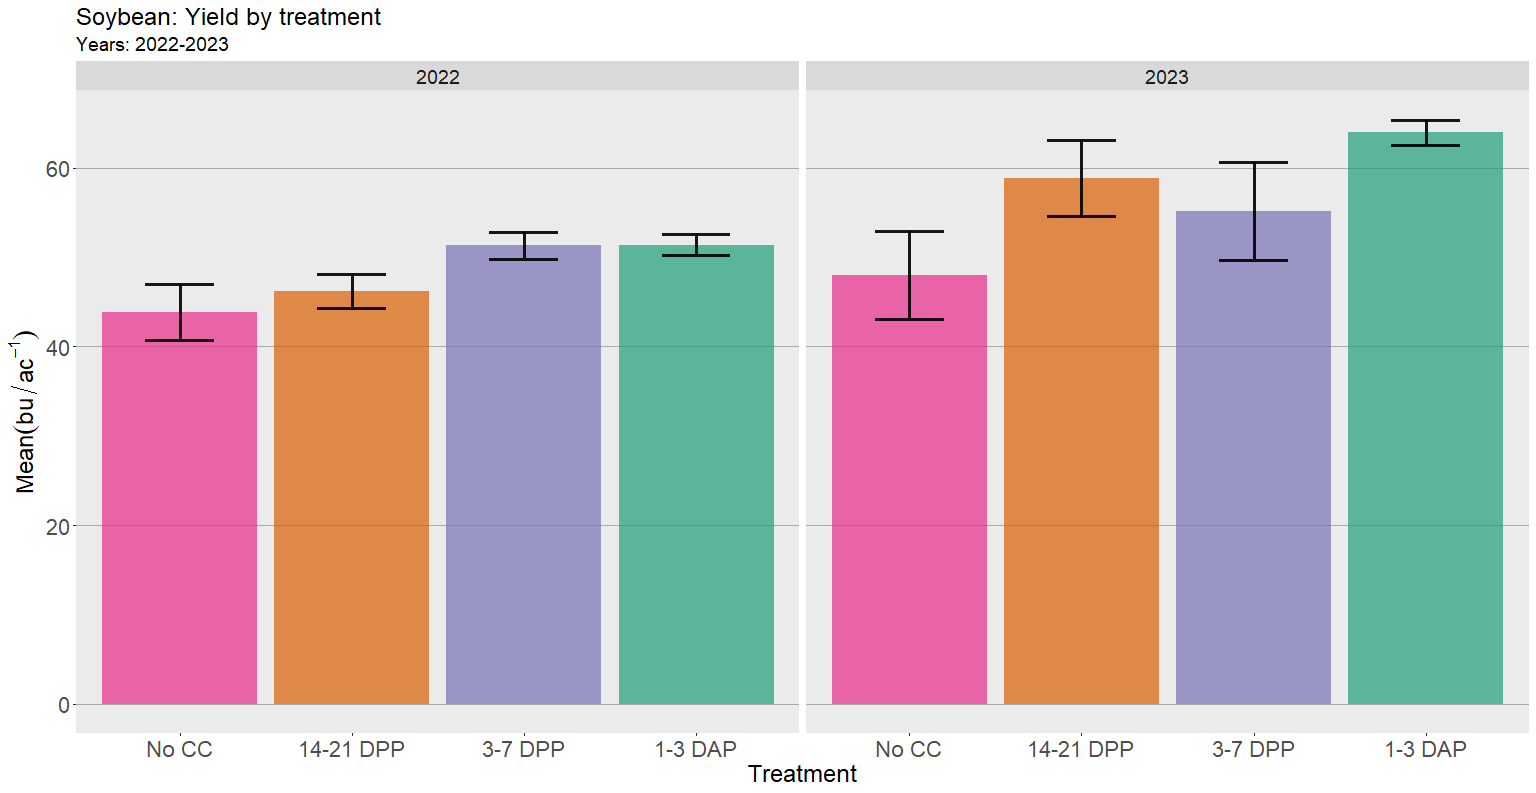 Soybean: Yield by treatment
Years: 2022-2023
2022
2023
Mean(bu/ac⁻¹)
60
40
20
0
No CC
14-21 DPP
3-7 DPP
1-3 DAP
No CC
14-21 DPP
3-7 DPP
1-3 DAP
Treatment